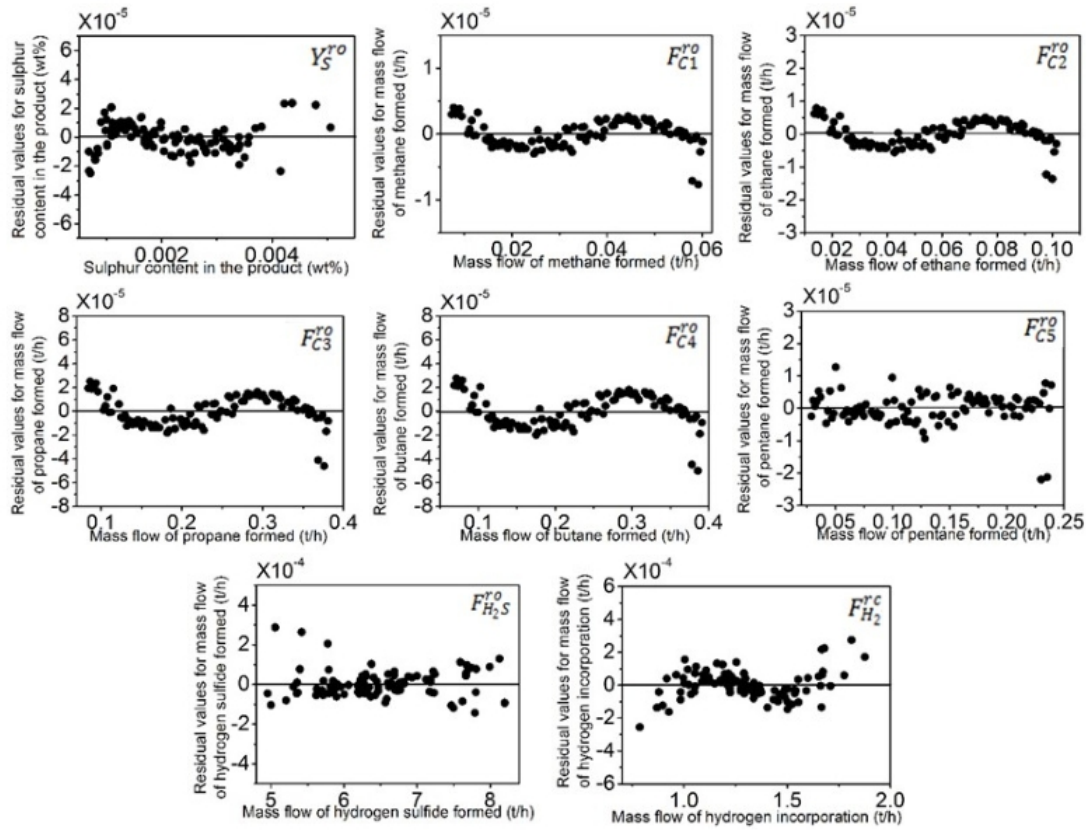 X10-5
Y_S^ro
Residual values for sulphur
content in the product (wt%)
6
4
2
0
-2
-4
-6
0.002 0.004
Sulphur content in the product (wt%)
X10-5
F_C1^ro
Residual values for mass flow
of methane formed (t/h)
1
0
-1
0.02 0.04 0.06
Mass flow of methane formed (t/h)
X10-5
F_C2^ro
Residual values for mass flow
of ethane formed (t/h)
3
2
1
0
-1
-2
-3
0.02 0.04 0.06 0.08 0.10
Mass flow of ethane formed (t/h)
X10-5
F_C3^ro
Residual values for mass flow
of propane formed (t/h)
8
6
4
2
0
-2
-4
-6
-8
0.1 0.2 0.3 0.4
Mass flow of propane formed (t/h)
X10-5
F_C4^ro
Residual values for mass flow
of butane formed (t/h)
8
6
4
2
0
-2
-4
-6
-8
0.1 0.2 0.3 0.4
Mass flow of butane formed (t/h)
X10-5
F_C5^ro
Residual values for mass flow
of pentane formed (t/h)
3
2
1
0
-1
-2
-3
0.05 0.10 0.15 0.20 0.25
Mass flow of pentane formed (t/h)
X10-4
F_H2S^ro
Residual values for mass flow
of hydrogen sulfide formed (t/h)
4
2
0
-2
-4
5 6 7 8
Mass flow of hydrogen sulfide formed (t/h)
X10-4
F_H2^rc
Residual values for mass flow
of hydrogen incorporation (t/h)
6
4
2
0
-2
-4
-6
1.0 1.5 2.0
Mass flow of hydrogen incorporation (t/h)